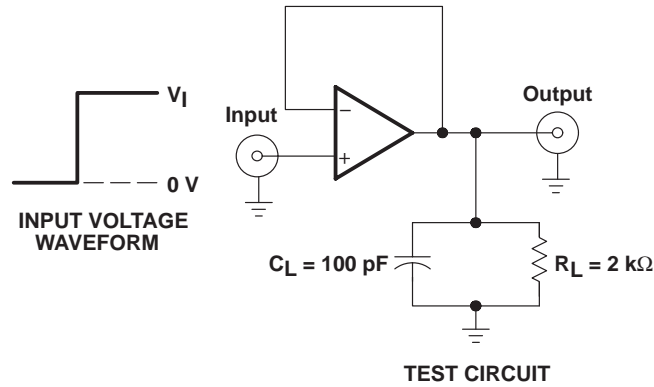 VI
0 V
INPUT VOLTAGE
WAVEFORM
Input
−
+
Output
CL = 100 pF
RL = 2 kΩ
TEST CIRCUIT